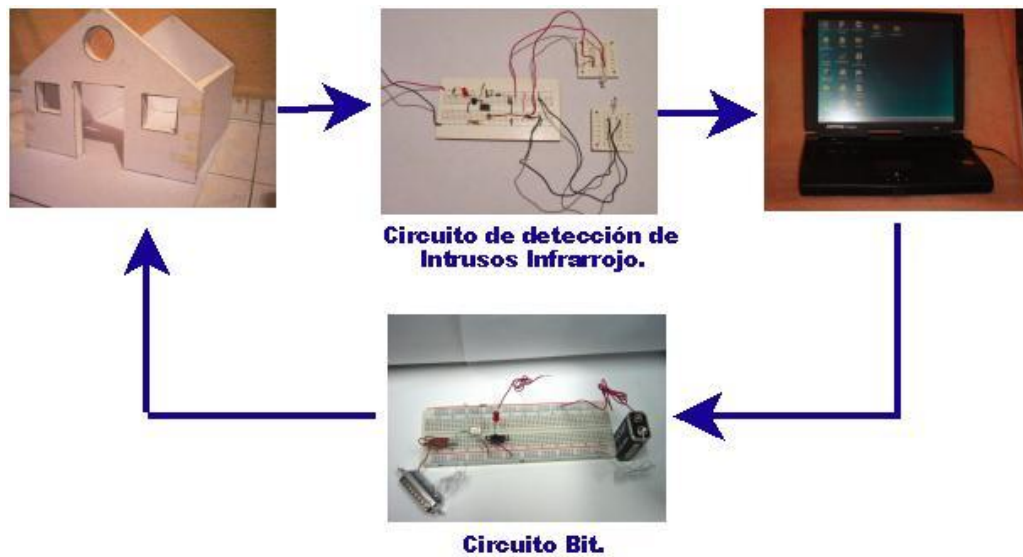 Circuito de detección de
Intrusos Infrarrojo.
Circuito Bit.